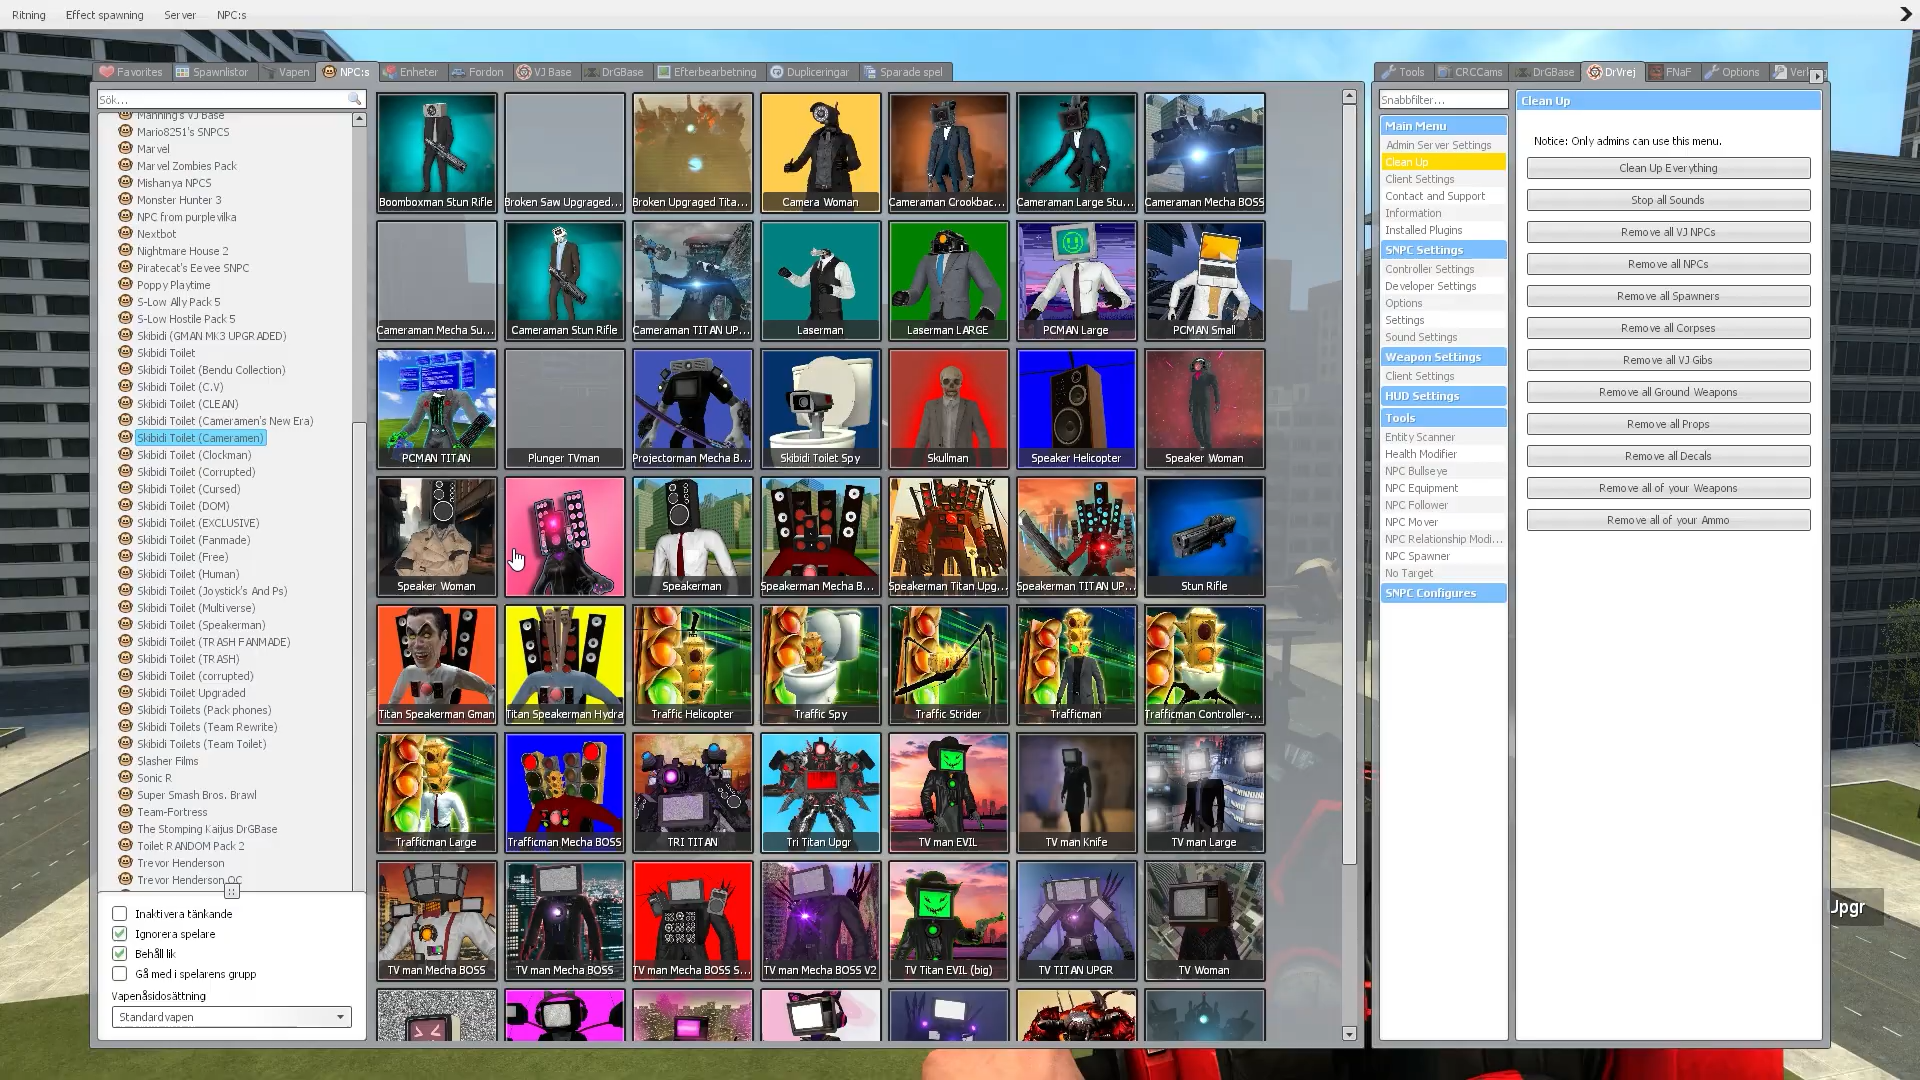 Ritning Effect spawning Server NPC:s
Favorites Spawnlistor Vapen NPC:s Enheter Fordon VJ Base DrGBase Efterbearbetning Dupliceringar Sparade spel
Sök...
Manning's VJ Base
Mario8251's SNPCS
Marvel
Marvel Zombies Pack
Mishanya NPCS
Monster Hunter 3
NPC from purplevilka
Nextbot
Nightmare House 2
Piratecat's Eevee SNPC
Poppy Playtime
S-Low Ally Pack 5
S-Low Hostile Pack 5
Skibidi (GMAN Mk3 UPGRADED)
Skibidi Toilet
Skibidi Toilet (Bendu Collection)
Skibidi Toilet (C.V)
Skibidi Toilet (CLEAN)
Skibidi Toilet (Cameramen's New Era)
Skibidi Toilet (Cameramen)
Skibidi Toilet (Clockman)
Skibidi Toilet (Corrupted)
Skibidi Toilet (Cursed)
Skibidi Toilet (DOM)
Skibidi Toilet (EXCLUSIVE)
Skibidi Toilet (Fanmade)
Skibidi Toilet (Free)
Skibidi Toilet (Human)
Skibidi Toilet (Joystick's And Ps)
Skibidi Toilet (Multiverse)
Skibidi Toilet (Speakerman)
Skibidi Toilet (TRASH FANMADE)
Skibidi Toilet (TRASH)
Skibidi Toilet (corrupted)
Skibidi Toilet Upgraded
Skibidi Toilets (Pack phones)
Skibidi Toilets (Team Rewrite)
Skibidi Toilets (Team Toilet)
Slasher Films
Sonic R
Super Smash Bros. Brawl
Team-Fortress
The Stomping Kaijus DrGBase
Toilet RANDOM Pack 2
Trevor Henderson
Trevor Henderson OC
Inaktivera tänkande
Ignorera spelare
Behåll lik
Gå med i spelarens grupp
Vapenåsidosättning
Standardvapen
Boomboxman Stun Rifle Broken Saw Upgraded... Broken Upgraded Tita... Camera Woman Cameraman Crookbac... Cameraman Large Stu... Cameraman Mecha BOSS
Cameraman Mecha Su... Cameraman Stun Rifle Cameraman TITAN UP... Laserman Laserman LARGE PCMAN Large PCMAN Small
PCMAN TITAN Plunger TVman Projectorman Mecha B... Skibidi Toilet Spy Skullman Speaker Helicopter Speaker Woman
Speaker Woman Speakerman Speakerman Mecha B... Speakerman Titan Upg... Speakerman TITAN UP... Stun Rifle
Titan Speakerman Gman Titan Speakerman Hydra Traffic Helicopter Traffic Spy Traffic Strider Trafficman Trafficman Controller-...
Trafficman Large Trafficman Mecha BOSS TRI TITAN Tri Titan Upgr TV man EVIL TV man Knife TV man Large
TV man Mecha BOSS TV man Mecha BOSS TV man Mecha BOSS S... TV man Mecha BOSS V2 TV Titan EVIL (big) TV TITAN UPGR TV Woman
Tools CRCCams DrGBase DrVrej FNaF Options
Snabbfilter...
Main Menu
Admin Server Settings
Clean Up
Client Settings
Contact and Support
Information
Installed Plugins
SNPC Settings
Controller Settings
Developer Settings
Options
Settings
Sound Settings
Weapon Settings
Client Settings
HUD Settings
Tools
Entity Scanner
Health Modifier
NPC Bullseye
NPC Equipment
NPC Follower
NPC Mover
NPC Relationship Modi...
NPC Spawner
No Target
SNPC Configures
Clean Up
Notice: Only admins can use this menu.
Clean Up Everything
Stop all Sounds
Remove all VJ NPCs
Remove all NPCs
Remove all Spawners
Remove all Corpses
Remove all VJ Gibs
Remove all Ground Weapons
Remove all Props
Remove all Decals
Remove all of your Weapons
Remove all of your Ammo
Upgr